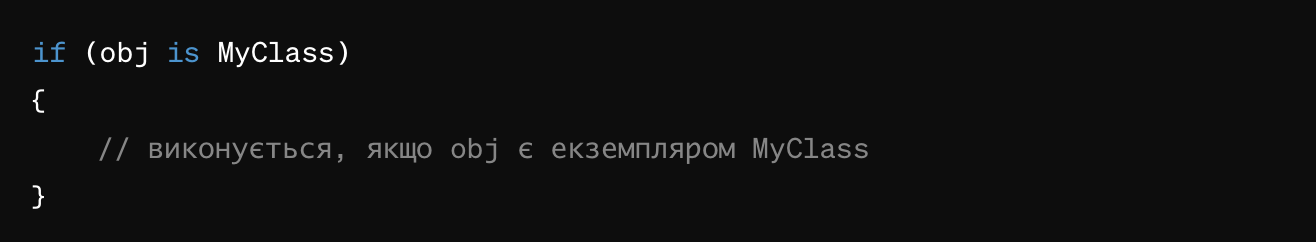 if (obj is MyClass)
{
    // виконується, якщо obj є екземпляром MyClass
}